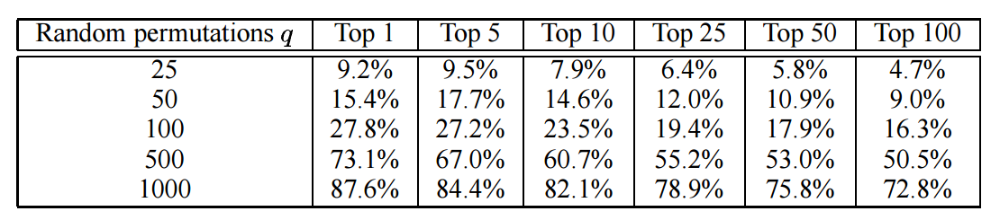 Random permutations q Top 1 Top 5 Top 10 Top 25 Top 50 Top 100
25 9.2% 9.5% 7.9% 6.4% 5.8% 4.7%
50 15.4% 17.7% 14.6% 12.0% 10.9% 9.0%
100 27.8% 27.2% 23.5% 19.4% 17.9% 16.3%
500 73.1% 67.0% 60.7% 55.2% 53.0% 50.5%
1000 87.6% 84.4% 82.1% 78.9% 75.8% 72.8%